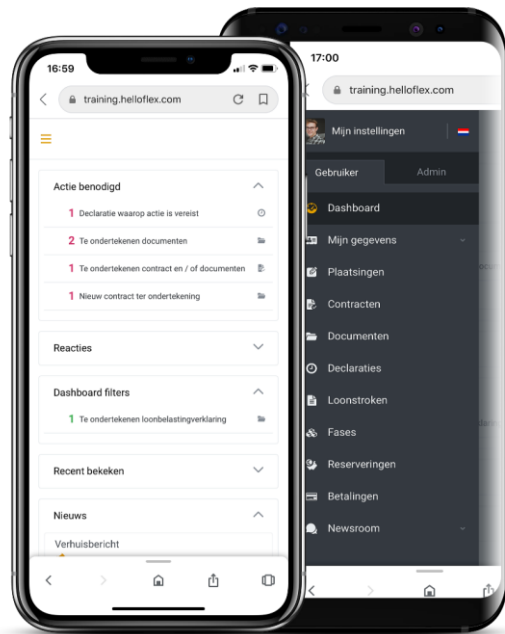 16:59
training.helloflex.com
Actie benodigd
1 Declaratie waarop actie is vereist
2 Te ondertekenen documenten
1 Te ondertekenen contract en / of documenten
1 Nieuw contract ter ondertekening
Reacties
Dashboard filters
1 Te ondertekenen loonbelastingverklaring
Recent bekeken
Nieuws
Verhuisbericht
17:00
training.helloflex.com
Mijn instellingen
Gebruiker Admin
Dashboard
Mijn gegevens
Plaatsingen
Contracten
Documenten
Declaraties
Loonstroken
Fases
Reserveringen
Betalingen
Newsroom